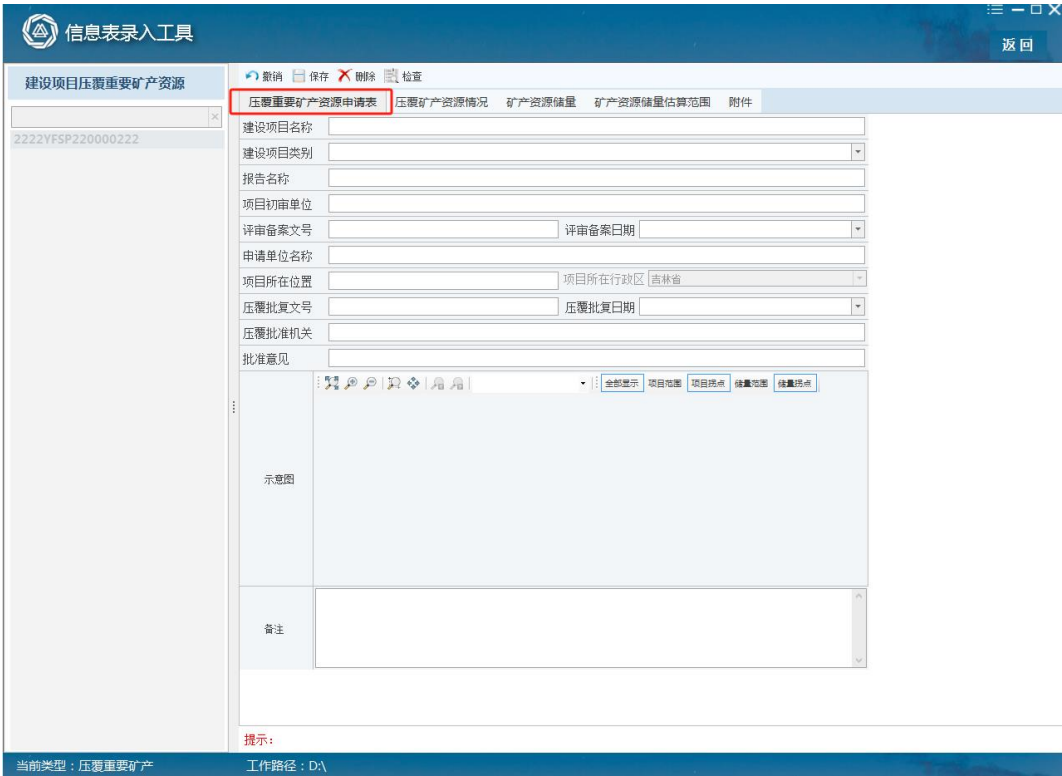 信息表录入工具
返回
建设项目压覆重要矿产资源
2222YFSP220000222
撤销 保存 删除 检查
压覆重要矿产资源申请表 压覆矿产资源情况 矿产资源储量 矿产资源储量估算范围 附件
建设项目名称
建设项目类别
报告名称
项目初审单位
评审备案文号 评审备案日期
申请单位名称
项目所在位置 项目所在行政区 吉林省
压覆批复文号 压覆批复日期
压覆批准机关
批准意见
全部显示 项目范围 项目拐点 储量范围 储量拐点
示意图
备注
提示：
当前类型：压覆重要矿产 工作路径：D:\